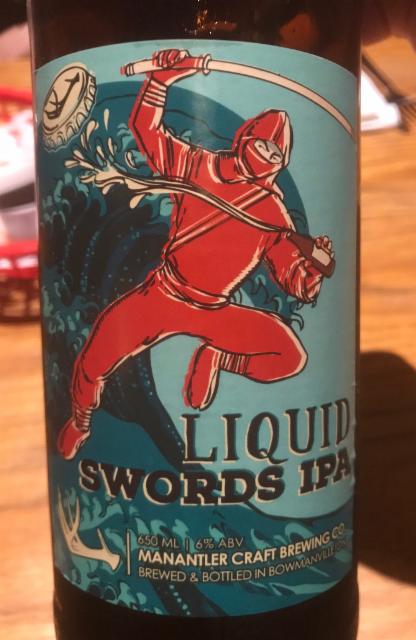 LIQUID
SWORDS IPA
650 ML | 6% ABV
MANANTLER CRAFT BREWING CO
BREWED & BOTTLED IN BOWMANVILLE